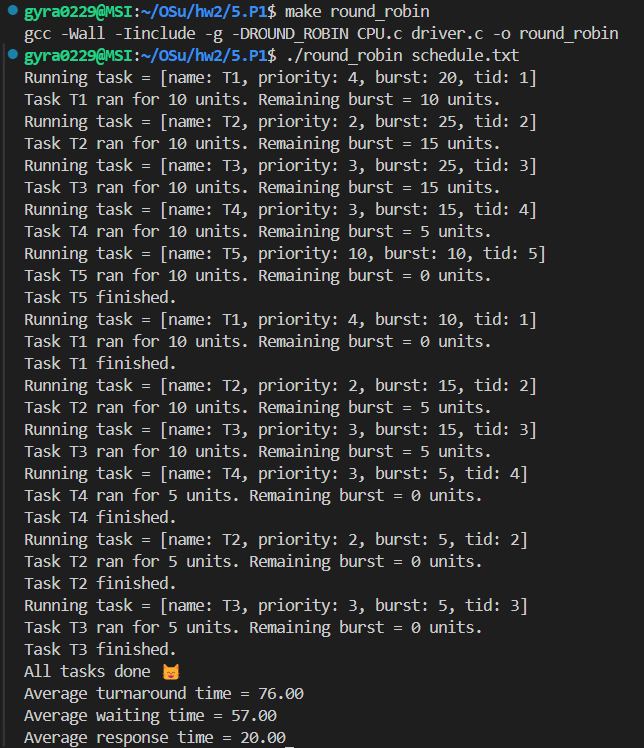 gyra0229@MSI:~/OSu/hw2/5.P1$ make round_robin
gcc -Wall -Iinclude -g -DROUND_ROBIN CPU.c driver.c -o round_robin
gyra0229@MSI:~/OSu/hw2/5.P1$ ./round_robin schedule.txt
Running task = [name: T1, priority: 4, burst: 20, tid: 1]
Task T1 ran for 10 units. Remaining burst = 10 units.
Running task = [name: T2, priority: 2, burst: 25, tid: 2]
Task T2 ran for 10 units. Remaining burst = 15 units.
Running task = [name: T3, priority: 3, burst: 25, tid: 3]
Task T3 ran for 10 units. Remaining burst = 15 units.
Running task = [name: T4, priority: 3, burst: 15, tid: 4]
Task T4 ran for 10 units. Remaining burst = 5 units.
Running task = [name: T5, priority: 10, burst: 10, tid: 5]
Task T5 ran for 10 units. Remaining burst = 0 units.
Task T5 finished.
Running task = [name: T1, priority: 4, burst: 10, tid: 1]
Task T1 ran for 10 units. Remaining burst = 0 units.
Task T1 finished.
Running task = [name: T2, priority: 2, burst: 15, tid: 2]
Task T2 ran for 10 units. Remaining burst = 5 units.
Running task = [name: T3, priority: 3, burst: 15, tid: 3]
Task T3 ran for 10 units. Remaining burst = 5 units.
Running task = [name: T4, priority: 3, burst: 5, tid: 4]
Task T4 ran for 5 units. Remaining burst = 0 units.
Task T4 finished.
Running task = [name: T2, priority: 2, burst: 5, tid: 2]
Task T2 ran for 5 units. Remaining burst = 0 units.
Task T2 finished.
Running task = [name: T3, priority: 3, burst: 5, tid: 3]
Task T3 ran for 5 units. Remaining burst = 0 units.
Task T3 finished.
All tasks done 😸
Average turnaround time = 76.00
Average waiting time = 57.00
Average response time = 20.00